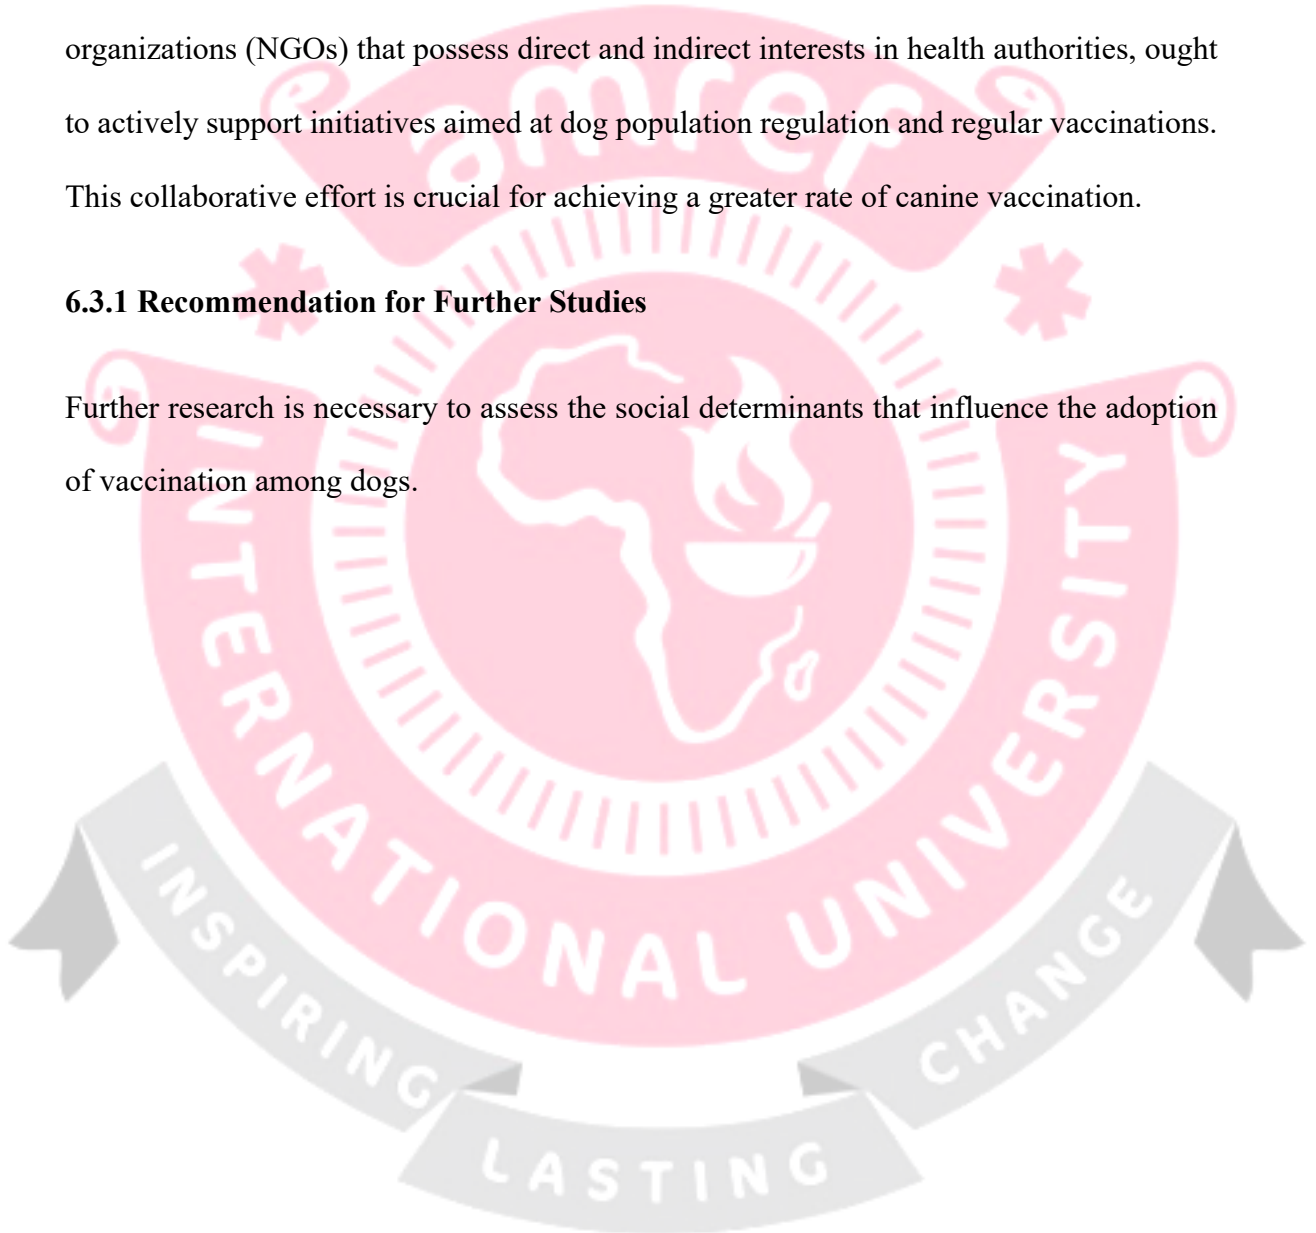 organizations (NGOs) that possess direct and indirect interests in health authorities, ought
to actively support initiatives aimed at dog population regulation and regular vaccinations.
This collaborative effort is crucial for achieving a greater rate of canine vaccination.
6.3.1 Recommendation for Further Studies
Further research is necessary to assess the social determinants that influence the adoption
of vaccination among dogs.
amref
INTERNATIONAL UNIVERSITY
INSPIRING
LASTING
CHANGE